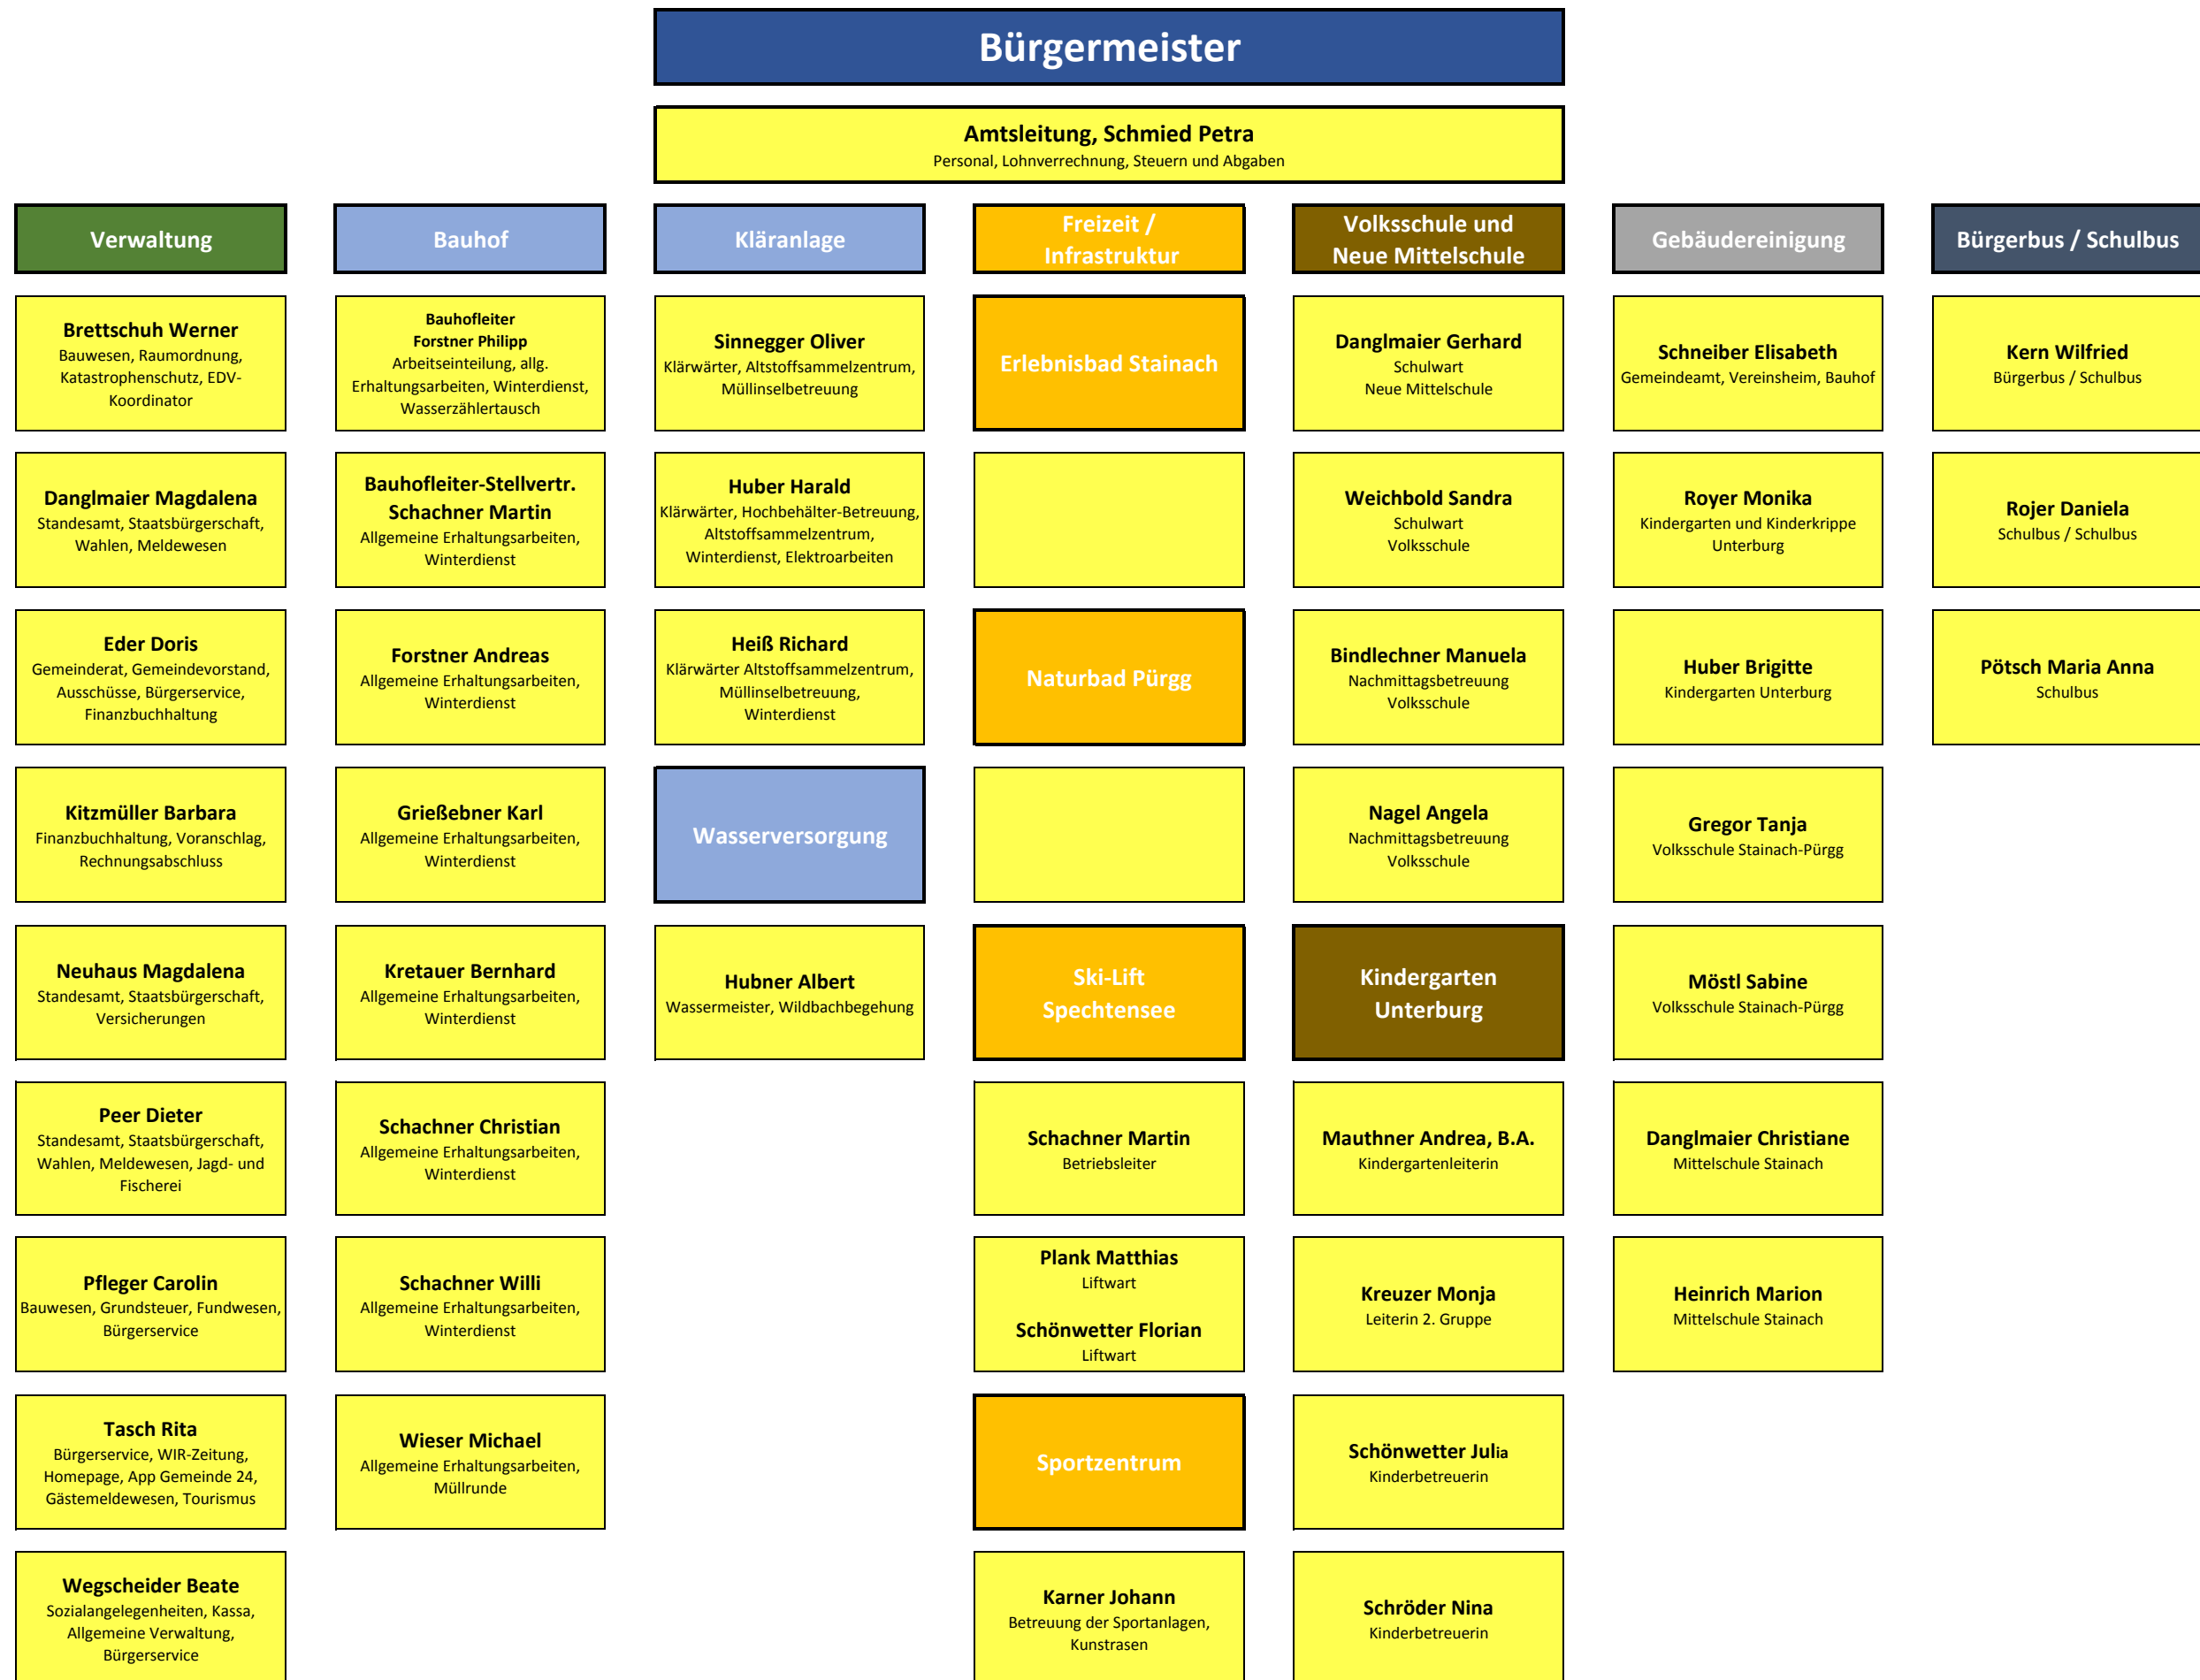 Bürgermeister
Amtsleitung, Schmied Petra
Personal, Lohnverrechnung, Steuern und Abgaben
Verwaltung
Brettschuh Werner
Bauwesen, Raumordnung,
Katastrophenschutz, EDV-
Koordinator
Danglmaier Magdalena
Standesamt, Staatsbürgerschaft,
Wahlen, Meldewesen
Eder Doris
Gemeinderat, Gemeindevorstand,
Ausschüsse, Bürgerservice,
Finanzbuchhaltung
Kitzmüller Barbara
Finanzbuchhaltung, Voranschlag,
Rechnungsabschluss
Neuhaus Magdalena
Standesamt, Staatsbürgerschaft,
Versicherungen
Peer Dieter
Standesamt, Staatsbürgerschaft,
Wahlen, Meldewesen, Jagd- und
Fischerei
Pfleger Carolin
Bauwesen, Grundsteuer, Fundwesen,
Bürgerservice
Tasch Rita
Bürgerservice, WIR-Zeitung,
Homepage, App Gemeinde 24,
Gästemeldewesen, Tourismus
Wegscheider Beate
Sozialangelegenheiten, Kassa,
Allgemeine Verwaltung,
Bürgerservice
Bauhof
Bauhofleiter
Forstner Philipp
Arbeitseinteilung, allg.
Erhaltungsarbeiten, Winterdienst,
Wasserzählertausch
Bauhofleiter-Stellvertr.
Schachner Martin
Allgemeine Erhaltungsarbeiten,
Winterdienst
Forstner Andreas
Allgemeine Erhaltungsarbeiten,
Winterdienst
Grießebner Karl
Allgemeine Erhaltungsarbeiten,
Winterdienst
Kretauer Bernhard
Allgemeine Erhaltungsarbeiten,
Winterdienst
Schachner Christian
Allgemeine Erhaltungsarbeiten,
Winterdienst
Schachner Willi
Allgemeine Erhaltungsarbeiten,
Winterdienst
Wieser Michael
Allgemeine Erhaltungsarbeiten,
Müllrunde
Kläranlage
Sinnegger Oliver
Klärwärter, Altstoffsammelzentrum,
Müllinselbetreuung
Huber Harald
Klärwärter, Hochbehälter-Betreuung,
Altstoffsammelzentrum,
Winterdienst, Elektroarbeiten
Heiß Richard
Klärwärter Altstoffsammelzentrum,
Müllinselbetreuung,
Winterdienst
Wasserversorgung
Hubner Albert
Wassermeister, Wildbachbegehung
Freizeit /
Infrastruktur
Erlebnisbad Stainach
Naturbad Pürgg
Ski-Lift
Spechtensee
Schachner Martin
Betriebsleiter
Plank Matthias
Liftwart
Schönwetter Florian
Liftwart
Sportzentrum
Karner Johann
Betreuung der Sportanlagen,
Kunstrasen
Volksschule und
Neue Mittelschule
Danglmaier Gerhard
Schulwart
Neue Mittelschule
Weichbold Sandra
Schulwart
Volksschule
Bindlechner Manuela
Nachmittagsbetreuung
Volksschule
Nagel Angela
Nachmittagsbetreuung
Volksschule
Kindergarten
Unterburg
Mauthner Andrea, B.A.
Kindergartenleiterin
Kreuzer Monja
Leiterin 2. Gruppe
Schönwetter Julia
Kinderbetreuerin
Schröder Nina
Kinderbetreuerin
Gebäudereinigung
Schneiber Elisabeth
Gemeindeamt, Vereinsheim, Bauhof
Royer Monika
Kindergarten und Kinderkrippe
Unterburg
Huber Brigitte
Kindergarten Unterburg
Gregor Tanja
Volksschule Stainach-Pürgg
Möstl Sabine
Volksschule Stainach-Pürgg
Danglmaier Christiane
Mittelschule Stainach
Heinrich Marion
Mittelschule Stainach
Bürgerbus / Schulbus
Kern Wilfried
Bürgerbus / Schulbus
Rojer Daniela
Schulbus / Schulbus
Pötsch Maria Anna
Schulbus